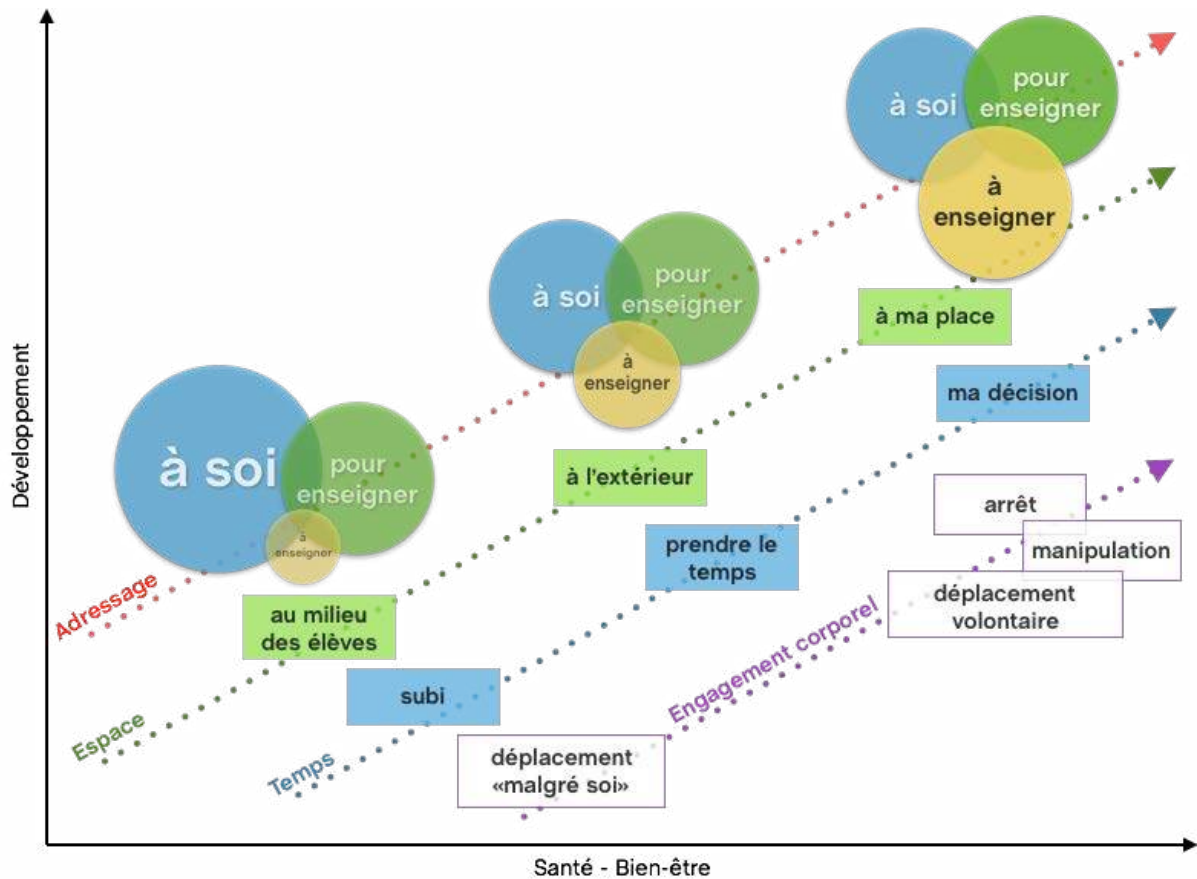 à soi
pour
enseigner
à
enseigner
à soi
pour
enseigner
à
enseigner
à ma place
ma décision
Développement
à soi
pour
enseigner
à
enseigner
à l'extérieur
prendre le
temps
arrêt
manipulation
déplacement
volontaire
Adressage
au milieu
des élèves
Engagement corporel
subi
Espace
Temps
déplacement
«malgré soi»
Santé - Bien-être